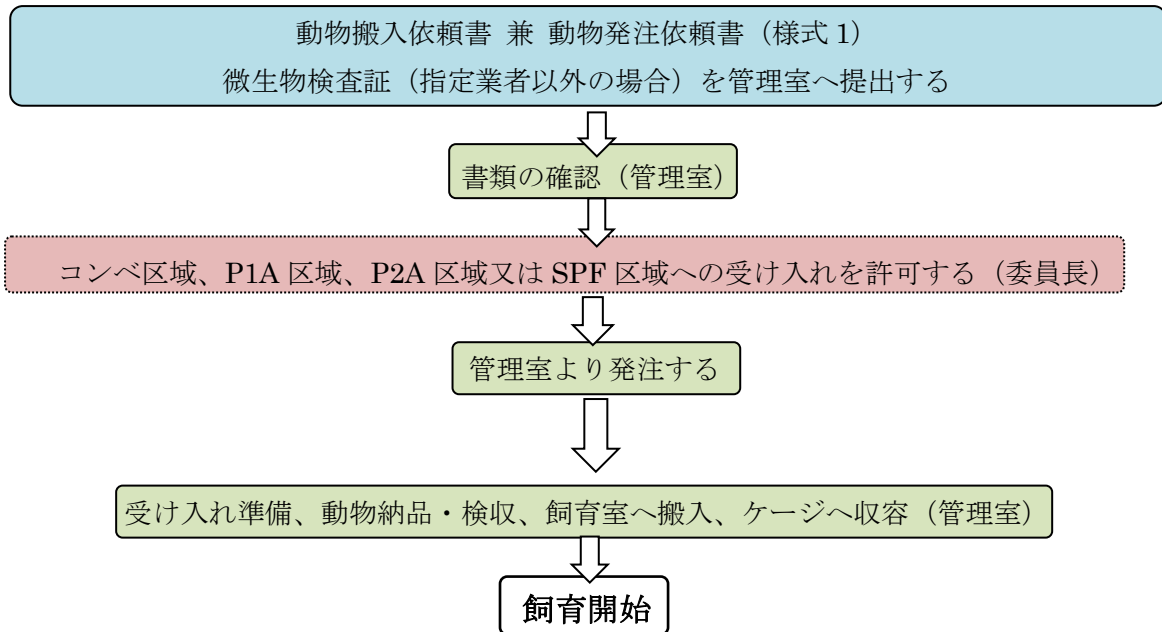 動物搬入依頼書 兼 動物発注依頼書（様式 1）
微生物検査証（指定業者以外の場合）を管理室へ提出する
書類の確認（管理室）
コンベ区域、P1A 区域、P2A 区域又は SPF 区域への受け入れを許可する（委員長）
管理室より発注する
受け入れ準備、動物納品・検収、飼育室へ搬入、ケージへ収容（管理室）
飼育開始